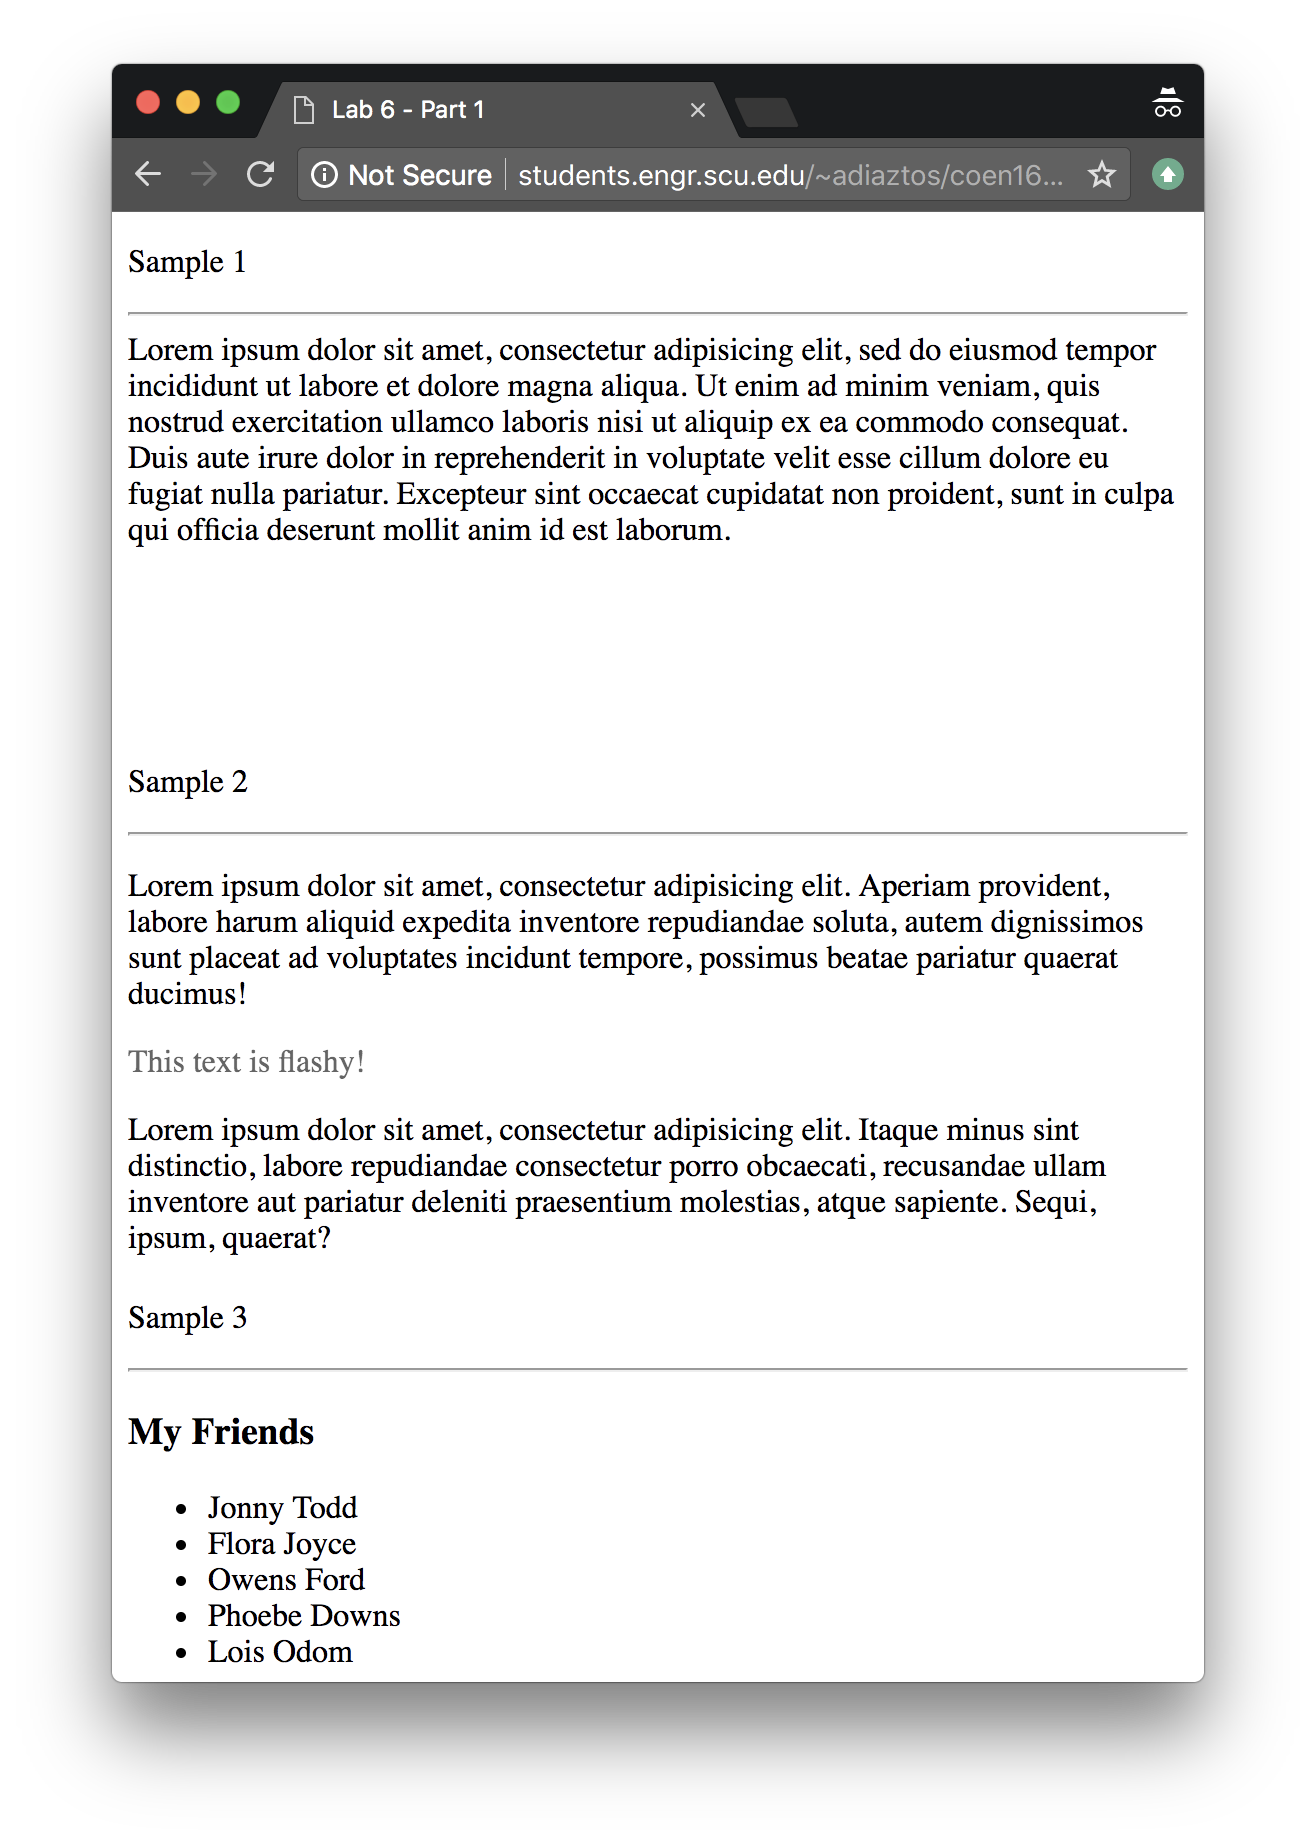 Lab 6 - Part 1
Not Secure students.engr.scu.edu/~adiaztos/coen16...
Sample 1
Lorem ipsum dolor sit amet, consectetur adipisicing elit, sed do eiusmod tempor
incididunt ut labore et dolore magna aliqua. Ut enim ad minim veniam, quis
nostrud exercitation ullamco laboris nisi ut aliquip ex ea commodo consequat.
Duis aute irure dolor in reprehenderit in voluptate velit esse cillum dolore eu
fugiat nulla pariatur. Excepteur sint occaecat cupidatat non proident, sunt in culpa
qui officia deserunt mollit anim id est laborum.
Sample 2
Lorem ipsum dolor sit amet, consectetur adipisicing elit. Aperiam provident,
labore harum aliquid expedita inventore repudiandae soluta, autem dignissimos
sunt placeat ad voluptates incidunt tempore, possimus beatae pariatur quaerat
ducimus!
This text is flashy!
Lorem ipsum dolor sit amet, consectetur adipisicing elit. Itaque minus sint
distinctio, labore repudiandae consectetur porro obcaecati, recusandae ullam
inventore aut pariatur deleniti praesentium molestias, atque sapiente. Sequi,
ipsum, quaerat?
Sample 3
My Friends
• Jonny Todd
• Flora Joyce
• Owens Ford
• Phoebe Downs
• Lois Odom